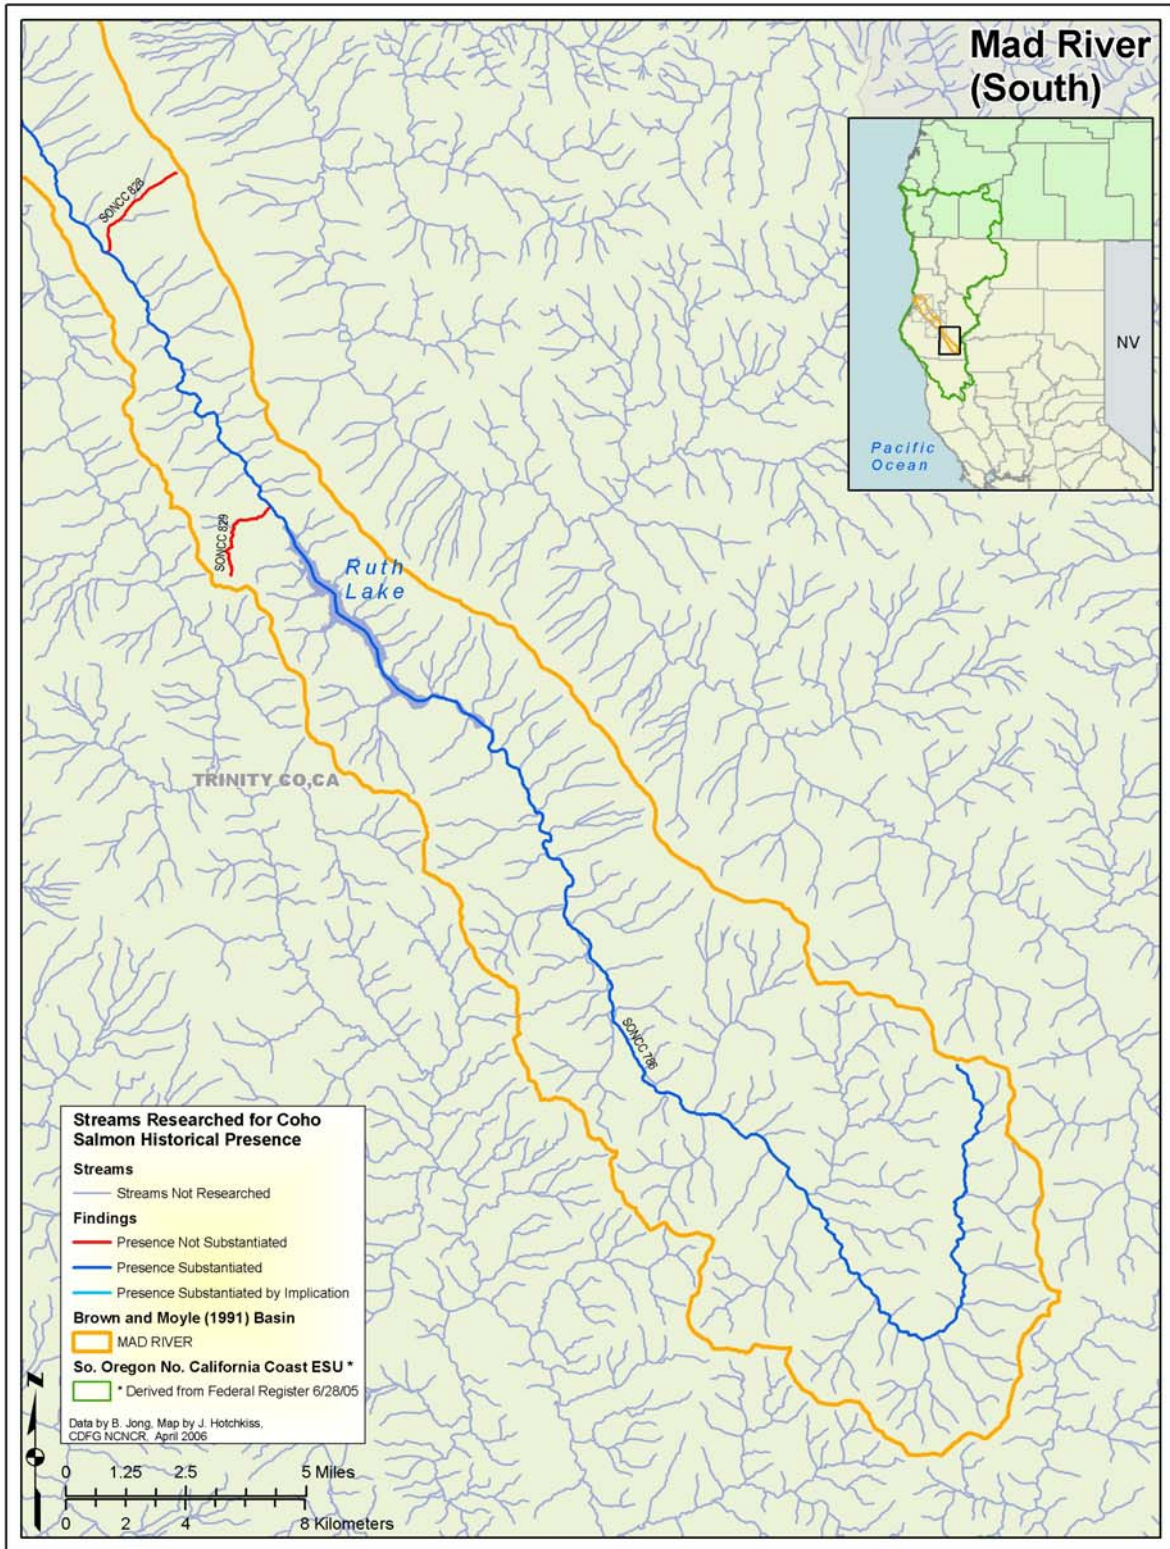 Mad River
(South)
NV
Pacific
Ocean
SONCC 828
SONCC 829
Ruth
Lake
TRINITY CO,CA
SONCC 786
Streams Researched for Coho
Salmon Historical Presence
Streams
Streams Not Researched
Findings
Presence Not Substantiated
Presence Substantiated
Presence Substantiated by Implication
Brown and Moyle (1991) Basin
MAD RIVER
So. Oregon No. California Coast ESU *
* Derived from Federal Register 6/28/05
Data by B. Jong, Map by J. Hotchkiss,
CDFG NCNCR, April 2006
N
0 1.25 2.5 5 Miles
0 2 4 8 Kilometers